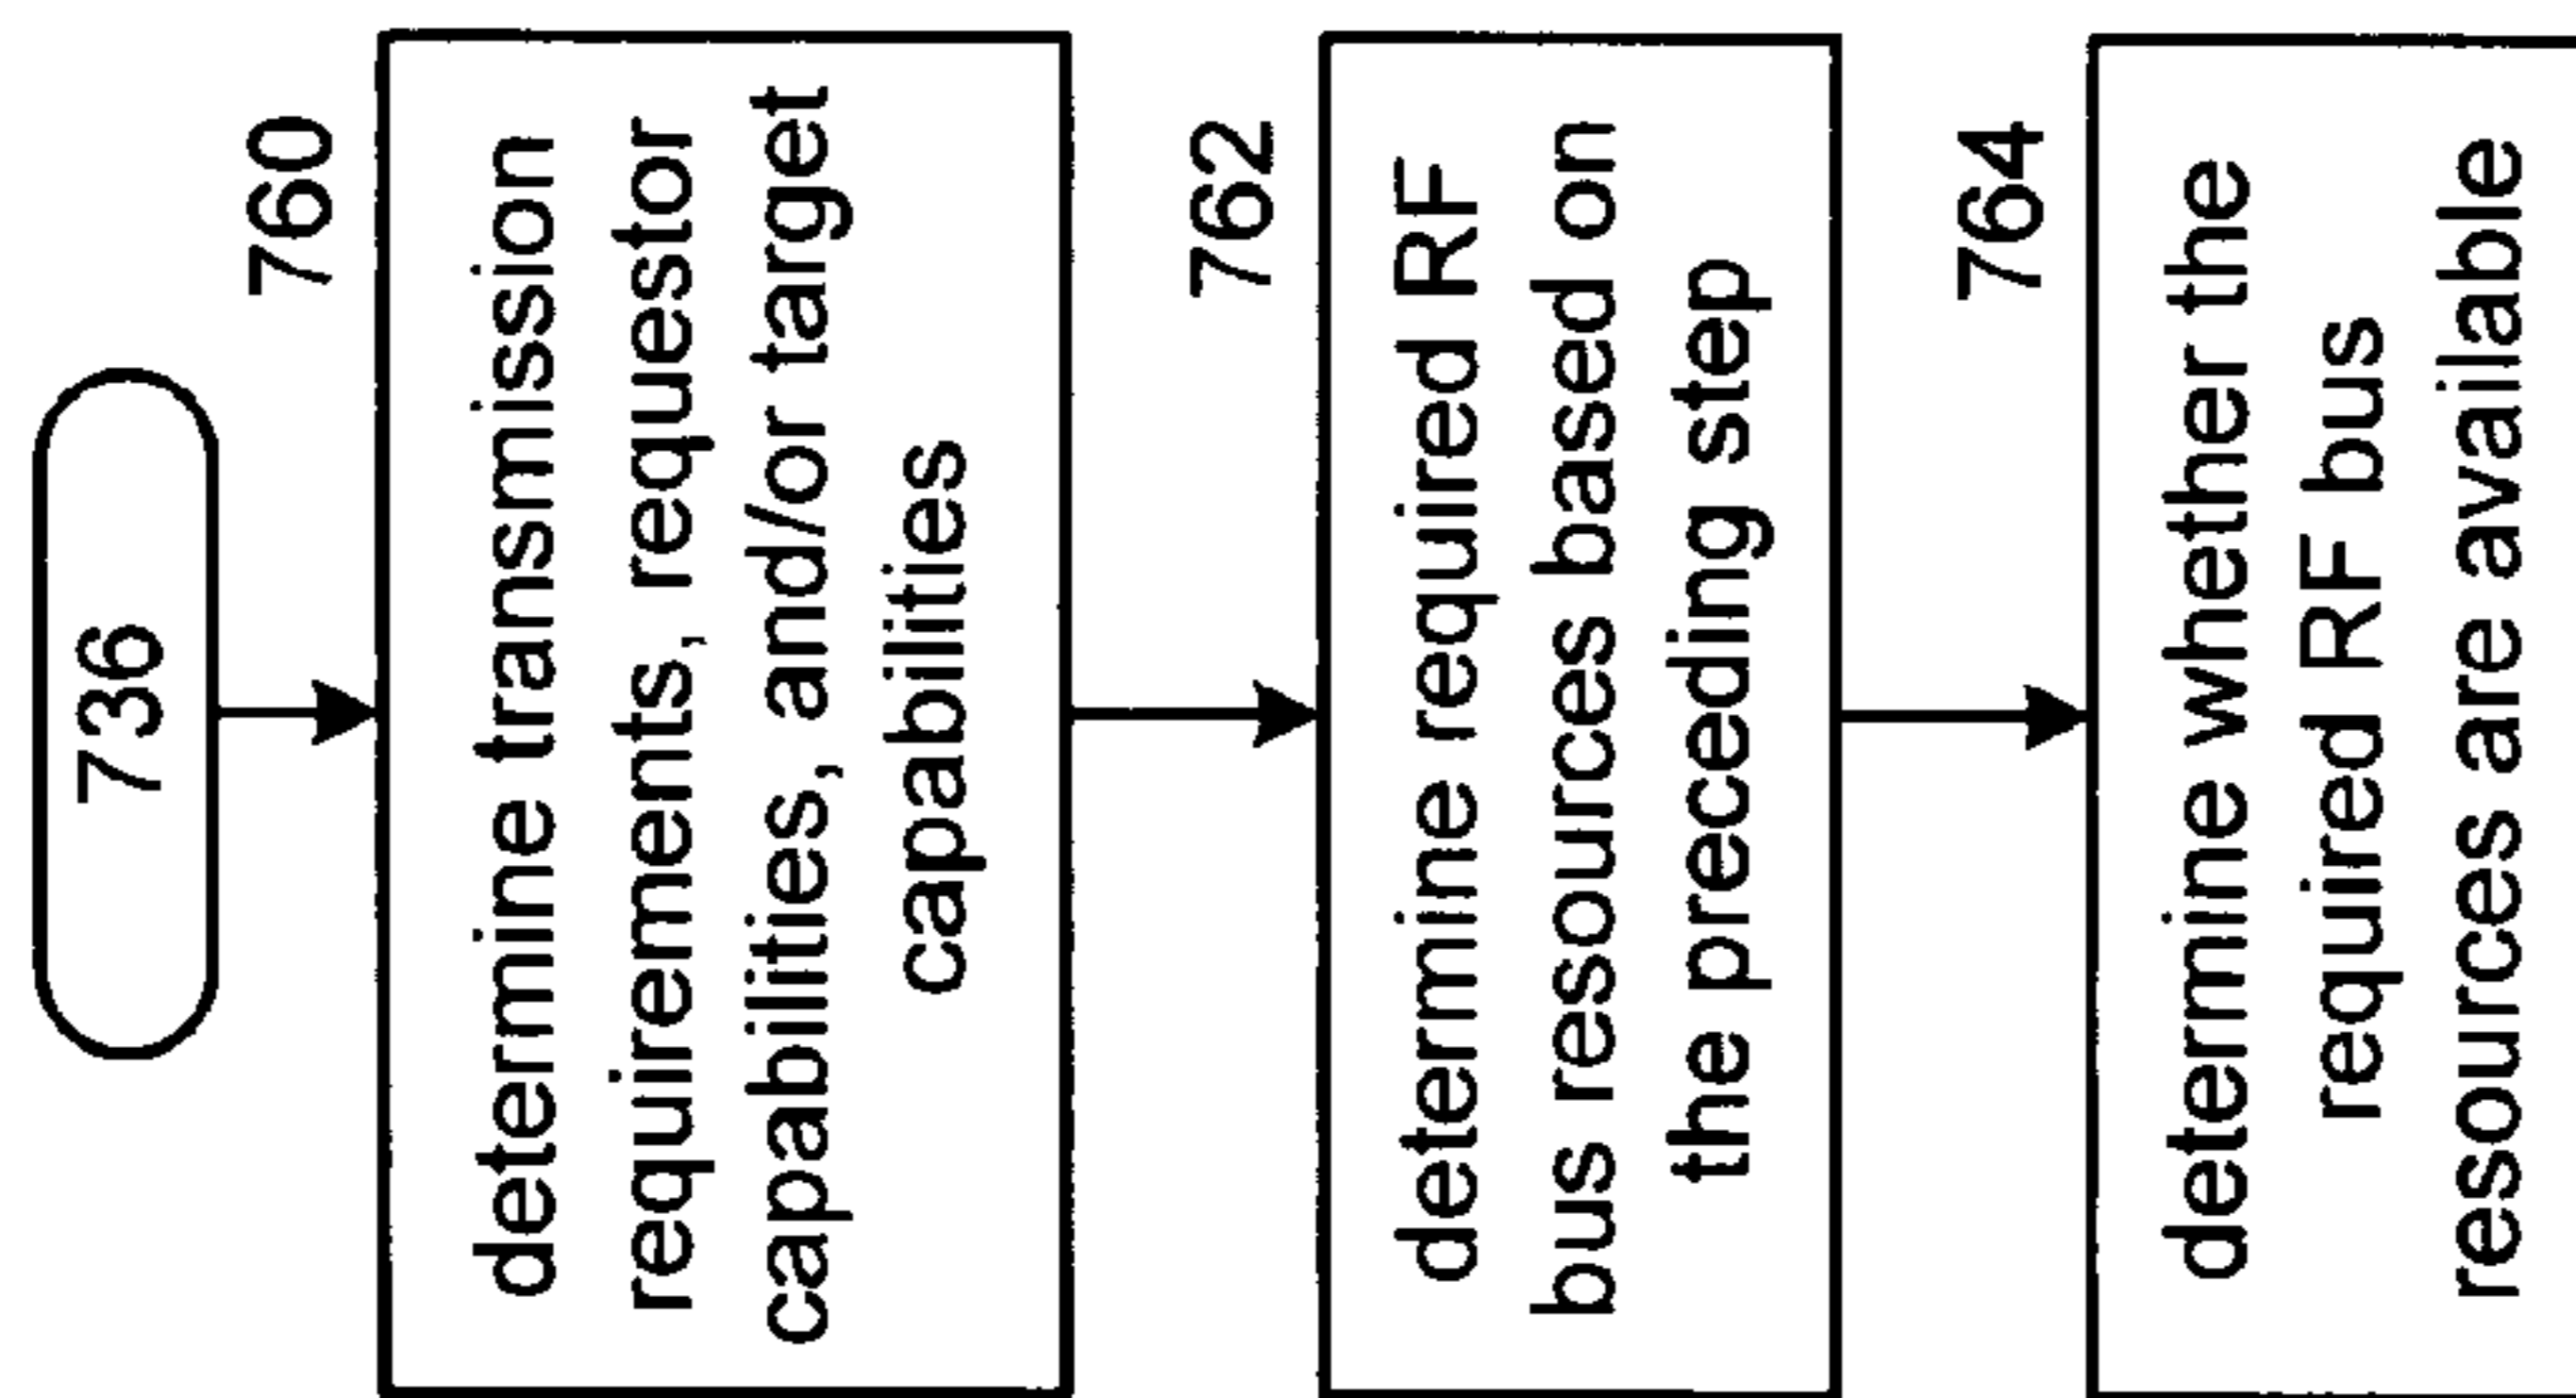 736
760
determine transmission
requirements, requestor
capabilities, and/or target
capabilities
762
determine required RF
bus resources based on
the preceding step
764
determine whether the
required RF bus
resources are available